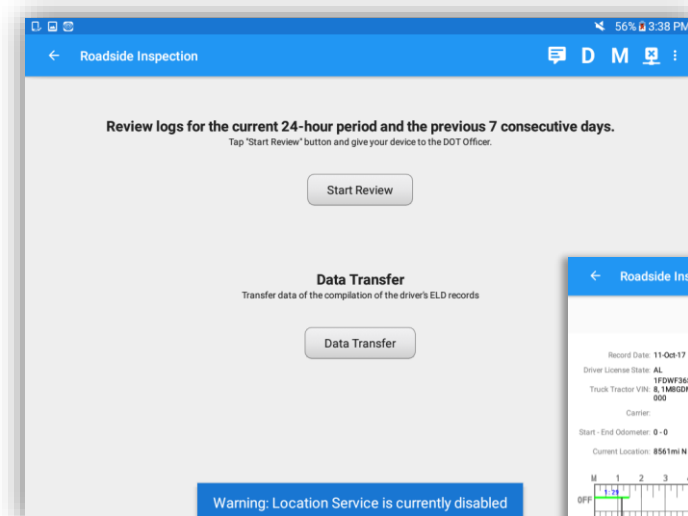 56% 3:38 PM
Roadside Inspection
D M
Review logs for the current 24-hour period and the previous 7 consecutive days.
Tap "Start Review" button and give your device to the DOT Officer.
Start Review
Data Transfer
Transfer data of the compilation of the driver's ELD records
Data Transfer
Warning: Location Service is currently disabled
Roadside Ins
Record Date: 11-Oct-17
Driver License State: AL
1FDWF36
Truck Tractor VIN: 8, 1M8GD
000
Carrier:
Start - End Odometer: 0 - 0
Current Location: 8561mi N
M 1 2 3
OFF